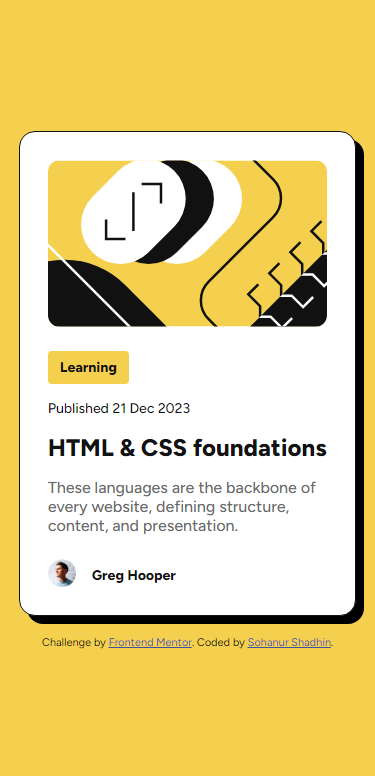 Learning
Published 21 Dec 2023
HTML & CSS foundations
These languages are the backbone of
every website, defining structure,
content, and presentation.
Greg Hooper
Challenge by Frontend Mentor. Coded by Sohanur Shadhin.